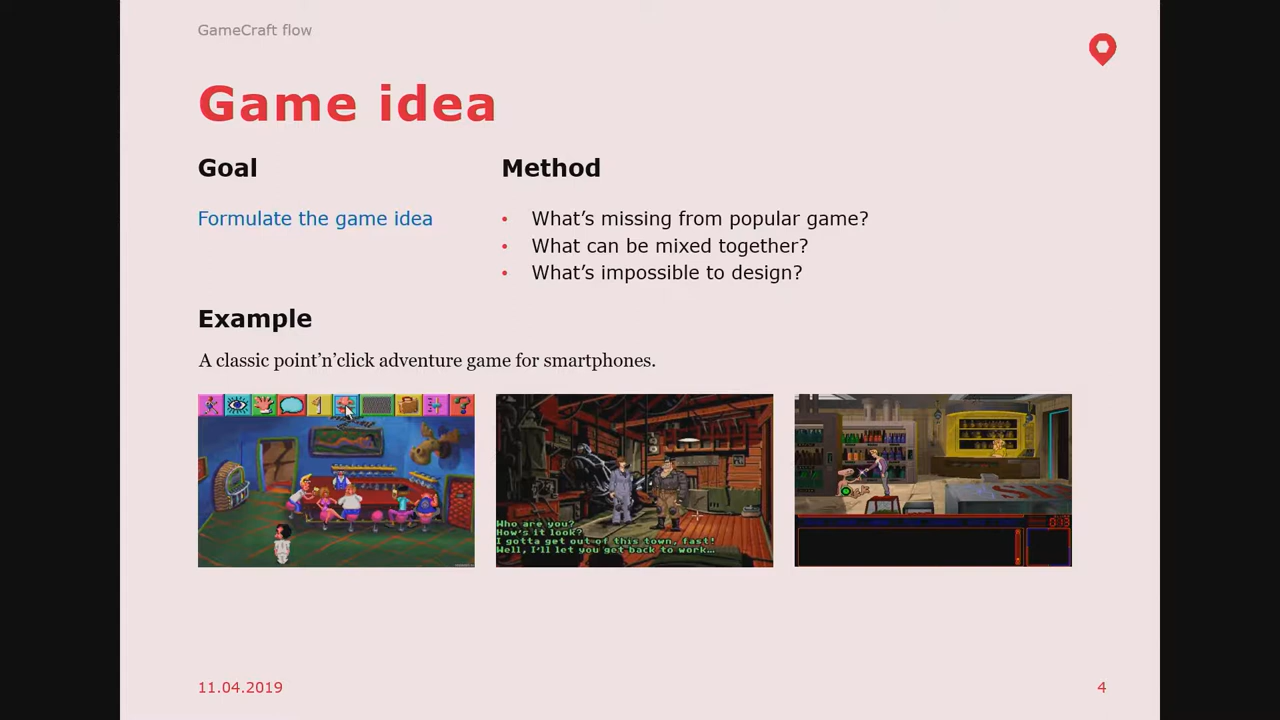 GameCraft flow
Game idea
Goal
Formulate the game idea
Method
• What’s missing from popular game?
• What can be mixed together?
• What’s impossible to design?
Example
A classic point’n’click adventure game for smartphones.
Who are you?
How's it look?
I gotta get out of this town, fast!
Well, I'll let you get back to work…
11.04.2019
4